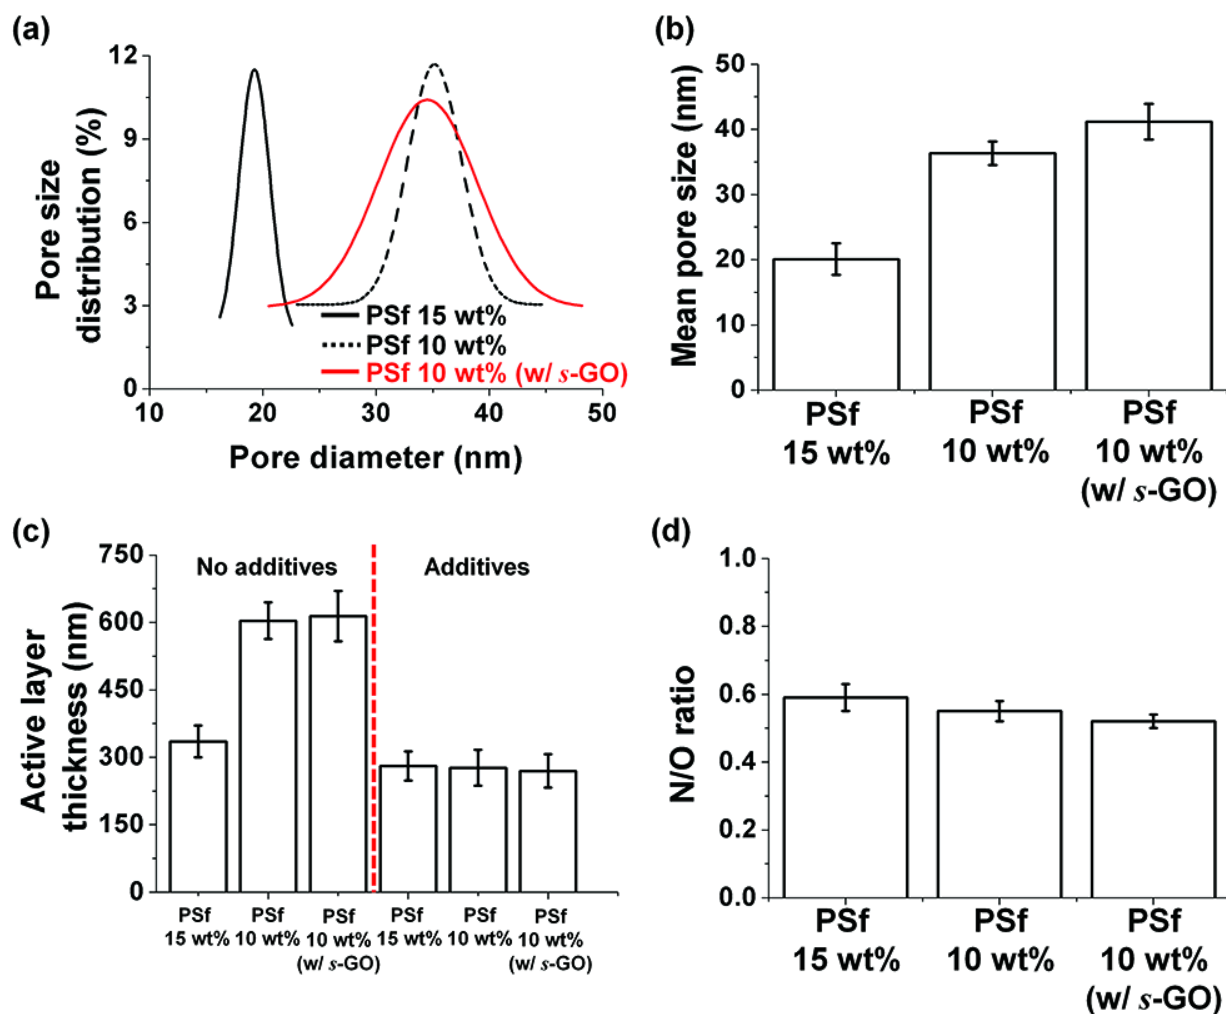 (a)
Pore size
distribution (%)
12
9
6
3
0
10
20
30
40
50
Pore diameter (nm)
PSf 15 wt%
PSf 10 wt%
PSf 10 wt% (w/ s-GO)
(b)
Mean pore size (nm)
50
40
30
20
10
0
PSf
15 wt%
PSf
10 wt%
PSf
10 wt%
(w/ s-GO)
(c)
Active layer
thickness (nm)
750
600
450
300
150
0
No additives
Additives
PSf
15 wt%
PSf
10 wt%
PSf
10 wt%
(w/ s-GO)
PSf
15 wt%
PSf
10 wt%
PSf
10 wt%
(w/ s-GO)
(d)
N/O ratio
1.0
0.8
0.6
0.4
0.2
0.0
PSf
15 wt%
PSf
10 wt%
PSf
10 wt%
(w/ s-GO)